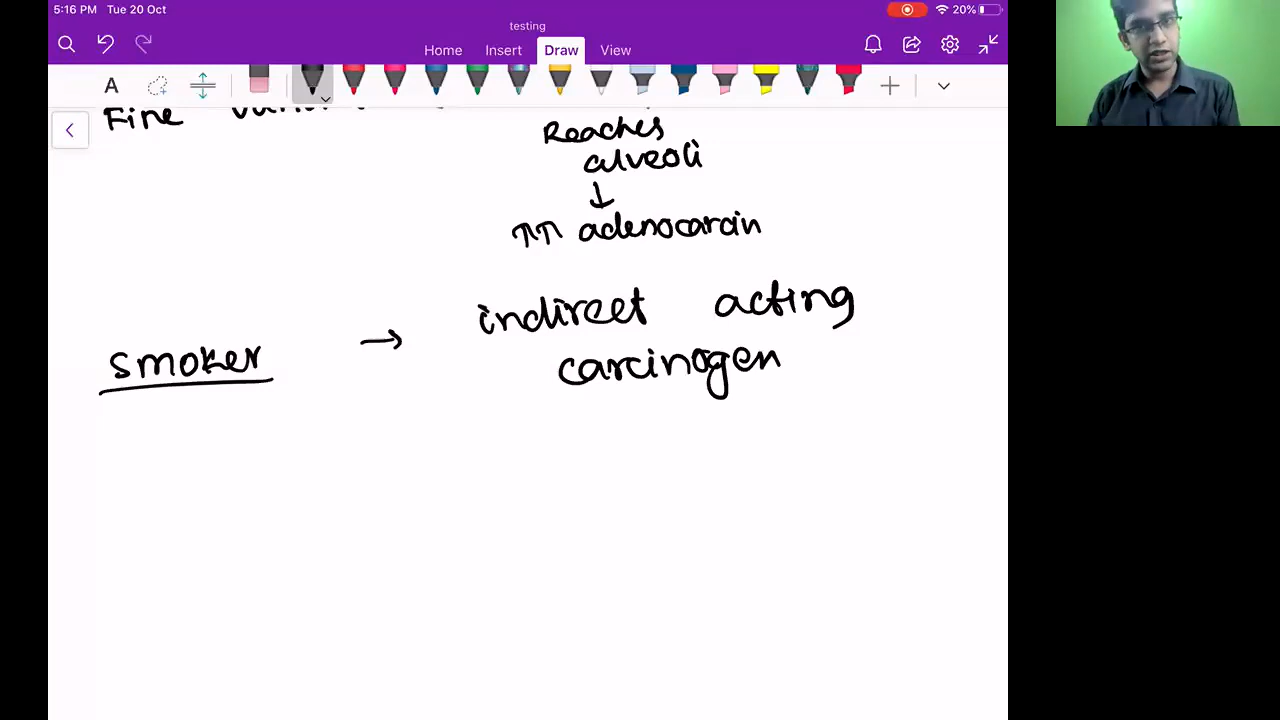 5:16 PM Tue 20 Oct
20%
testing
Home Insert Draw View
A
Fine
Reaches
alveoli
↓
↑↑ adenocarcin
indirect acting
smoker → carcinogen